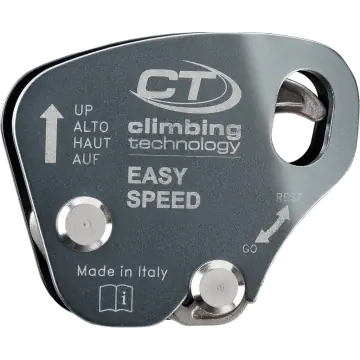 CT
climbing
technology
EASY
SPEED
UP
ALTO
HAUT
AUF
REST
GO
Made in Italy
i